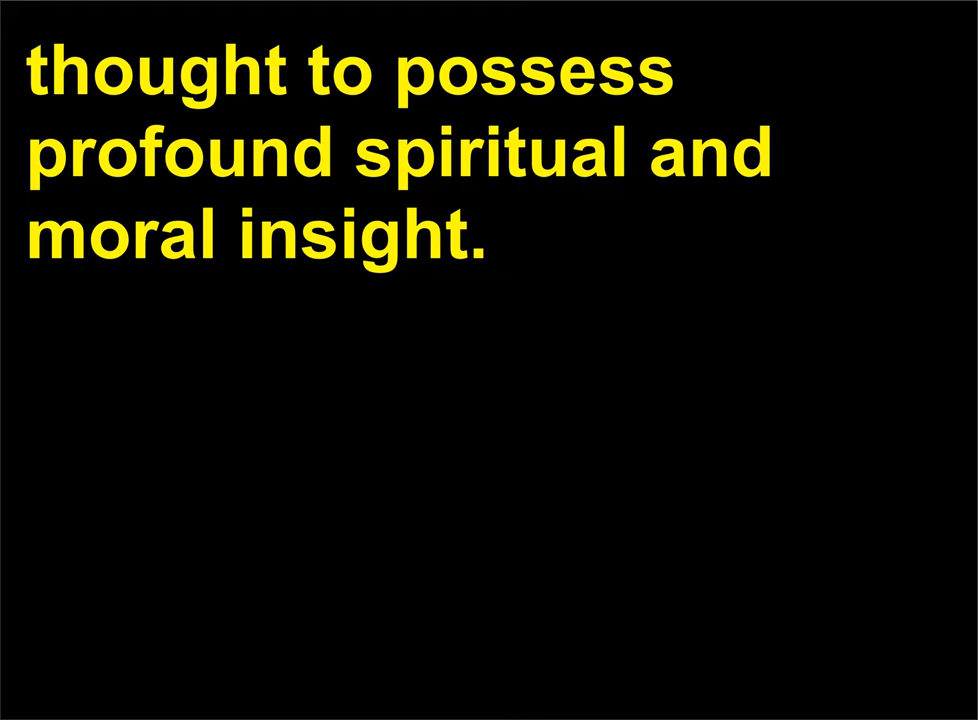 thought to possess
profound spiritual and
moral insight.